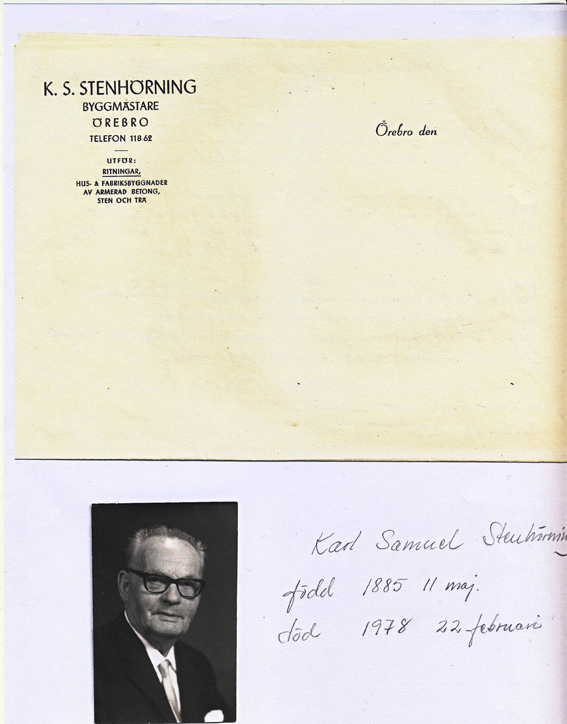 K. S. STENHÖRNING
BYGGMÄSTARE
ÖREBRO
TELEFON 118 62
UTFÖR:
RITNINGAR,
HUS- & FABRIKSBYGGNADER
AV ARMERAD BETONG,
STEN OCH TRÄ
Örebro den
Karl Samuel Stenhörnin
född 1885 11 maj.
död 1978 22 februari